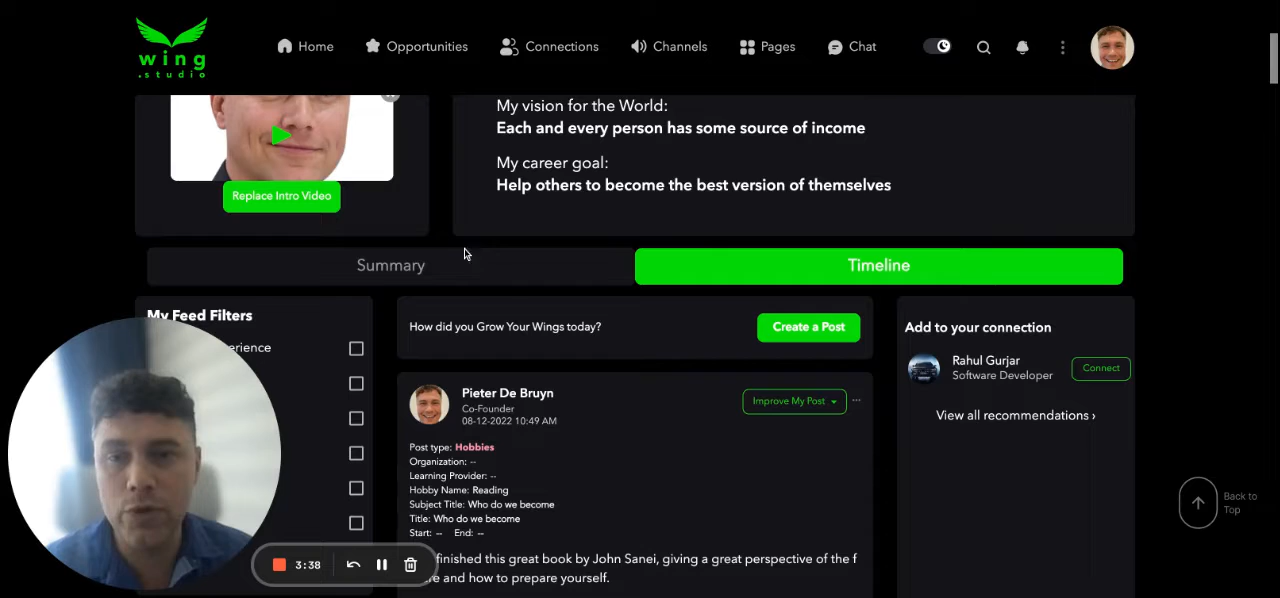 wing
.studio
Home
Opportunities
Connections
Channels
Pages
Chat
My vision for the World:
Each and every person has some source of income
My career goal:
Help others to become the best version of themselves
Replace Intro Video
Summary
Timeline
My Feed Filters
erience
How did you Grow Your Wings today?
Create a Post
Pieter De Bruyn
Co-Founder
08-12-2022 10:49 AM
Improve My Post
Post type: Hobbies
Organization: --
Learning Provider: --
Hobby Name: Reading
Subject Title: Who do we become
Title: Who do we become
Start: -- End: --
finished this great book by John Sanei, giving a great perspective of the f
re and how to prepare yourself.
Add to your connection
Rahul Gurjar
Software Developer
Connect
View all recommendations ›
Back to
Top
3:38